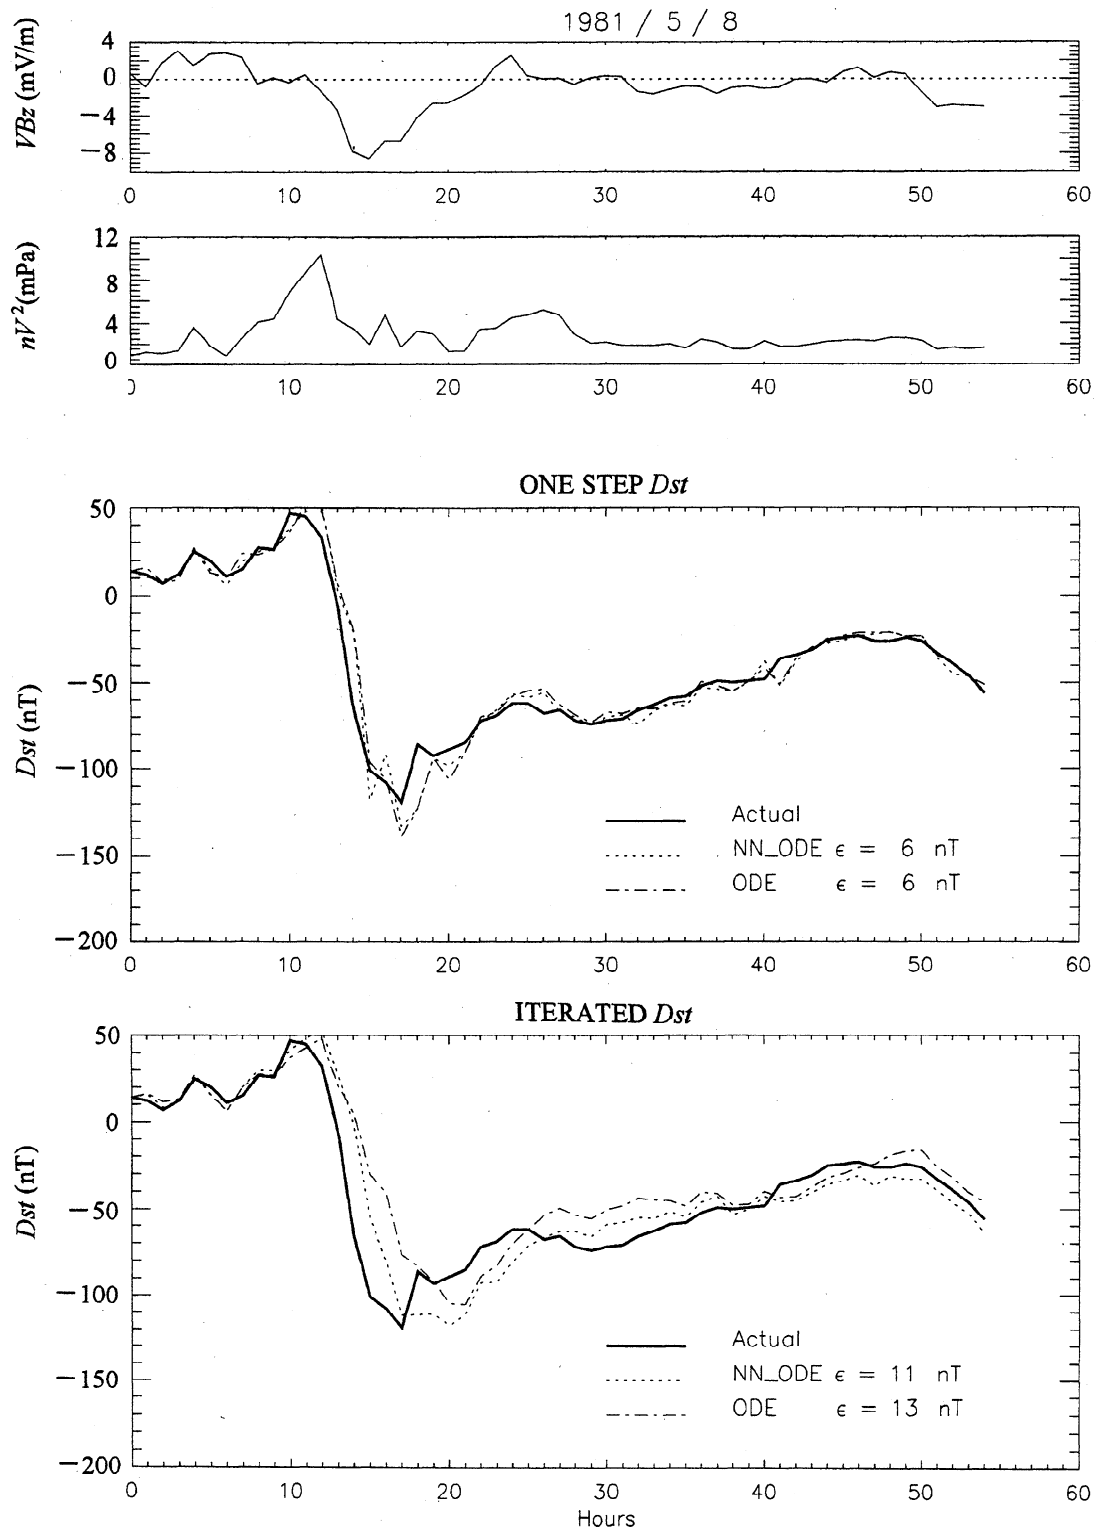 1981 / 5 / 8
VBz (mV/m)
4
0
−4
−8
0 10 20 30 40 50 60
nV²(mPa)
12
8
4
0
0 10 20 30 40 50 60
ONE STEP Dst
Dst (nT)
50
0
−50
−100
−150
−200
Actual
NN_ODE ϵ = 6 nT
ODE ϵ = 6 nT
0 10 20 30 40 50 60
ITERATED Dst
Dst (nT)
50
0
−50
−100
−150
−200
Actual
NN_ODE ϵ = 11 nT
ODE ϵ = 13 nT
0 10 20 30 40 50 60
Hours